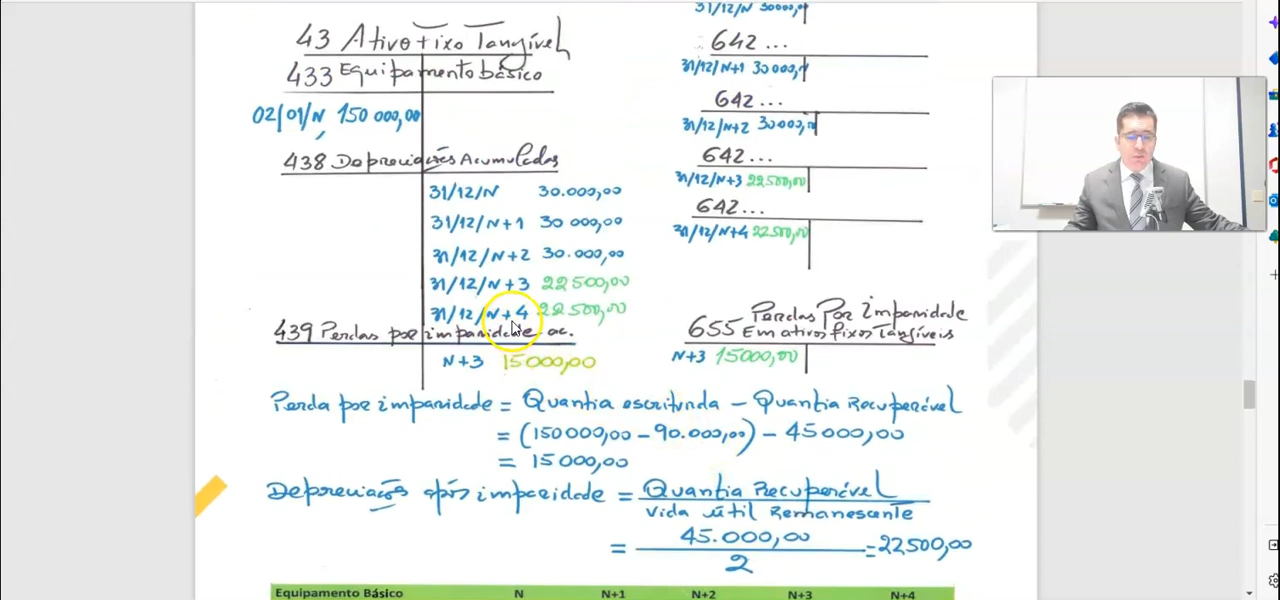 43 Ativo Fixo Tangível
433 Equipamento básico
02/01/N 150 000,00
438 Depreciações Acumuladas
31/12/N 30.000,00
31/12/N+1 30 000,00
31/12/N+2 30.000,00
31/12/N+3 22500,00
31/12/N+4 22500,00
439 Perdas por imparidade ac.
N+3 15000,00
31/12/N 30000,00
642...
31/12/N+1 30 000,00
642...
31/12/N+2 30000,00
642...
31/12/N+3 22500,00
642...
31/12/N+4 22500,00
Perdas Por Imparidade
655 Em ativos fixos Tangíveis
N+3 15000,00
Perda por imparidade = Quantia escriturada - Quantia Recuperável
= (150000,00 - 90.000,00) - 45000,00
= 15000,00
Depreciações após imparidade = Quantia Recuperável
Vida útil Remanescente
= 45.000,00 = 22500,00
2
Equipamento Básico N N+1 N+2 N+3 N+4